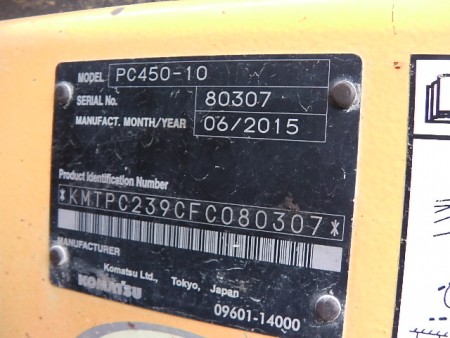 MODEL PC450-10
SERIAL No. 80307
MANUFACT. MONTH/YEAR 06/2015
Product Identification Number
*KMTPC239CFC080307*
MANUFACTURER
Komatsu Ltd., Tokyo, Japan
KOMATSU
09601-14000